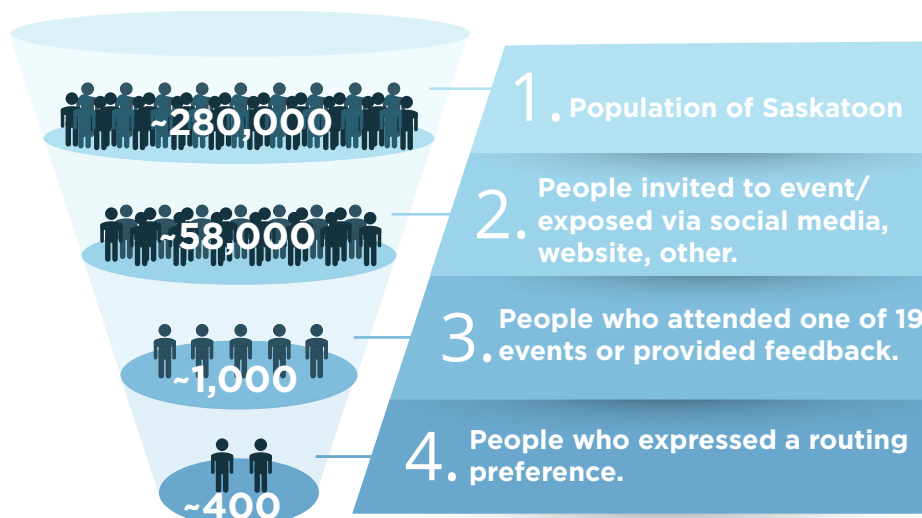 ~280,000
1. Population of Saskatoon
~58,000
2. People invited to event/
exposed via social media,
website, other.
~1,000
3. People who attended one of 19
events or provided feedback.
~400
4. People who expressed a routing
preference.